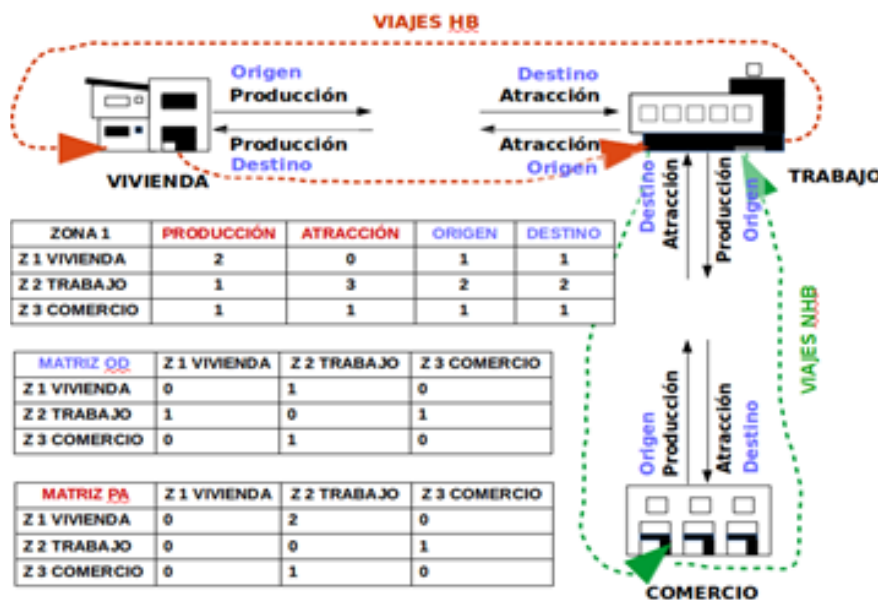 VIAJES HB
Origen
Producción
Destino
Atracción
Producción
Destino
Atracción
Origen
VIVIENDA
TRABAJO
Destino
Atracción
Producción
Origen
ZONA 1 PRODUCCIÓN ATRACCIÓN ORIGEN DESTINO
Z 1 VIVIENDA 2 0 1 1
Z 2 TRABAJO 1 3 2 2
Z 3 COMERCIO 1 1 1 1
VIAJES NHB
MATRIZ OD Z 1 VIVIENDA Z 2 TRABAJO Z 3 COMERCIO
Z 1 VIVIENDA 0 1 0
Z 2 TRABAJO 1 0 1
Z 3 COMERCIO 0 1 0
Origen
Producción
Atracción
Destino
MATRIZ PA Z 1 VIVIENDA Z 2 TRABAJO Z 3 COMERCIO
Z 1 VIVIENDA 0 2 0
Z 2 TRABAJO 0 0 1
Z 3 COMERCIO 0 1 0
COMERCIO